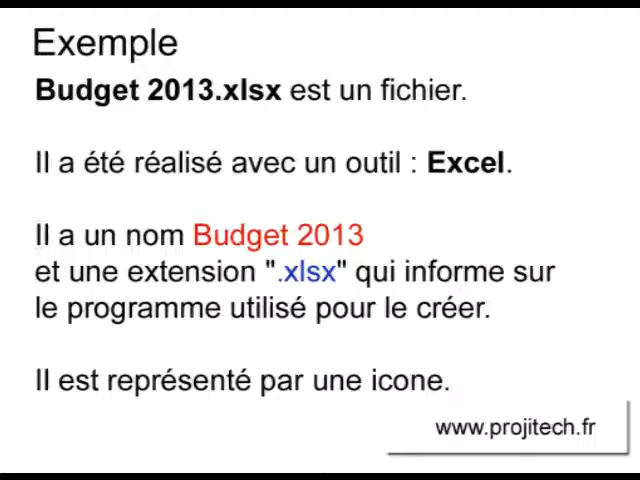 Exemple
Budget 2013.xlsx est un fichier.
Il a été réalisé avec un outil : Excel.
Il a un nom Budget 2013
et une extension ".xlsx" qui informe sur
le programme utilisé pour le créer.
Il est représenté par une icone.
www.projitech.fr